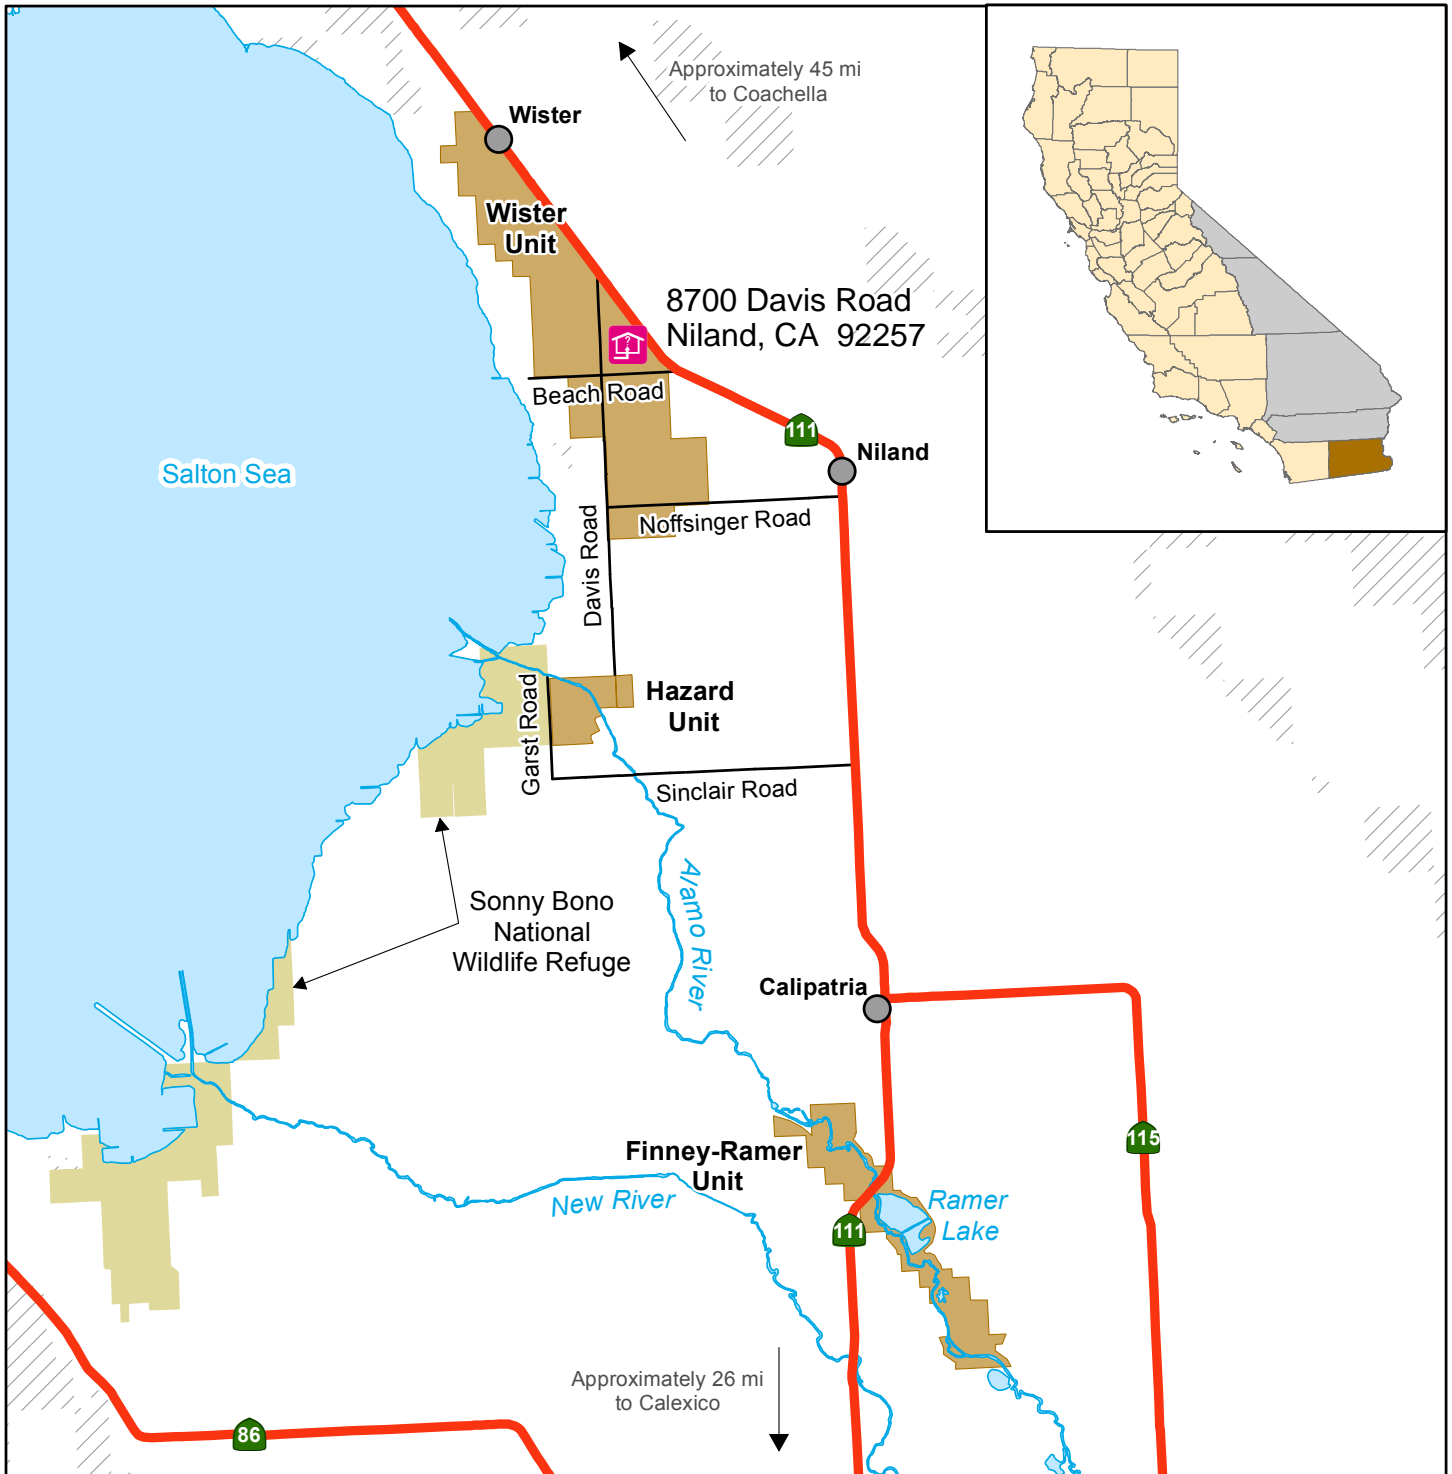 Approximately 45 mi
to Coachella
Wister
Wister
Unit
8700 Davis Road
Niland, CA 92257
?
Beach Road
111
Niland
Salton Sea
Noffsinger Road
Davis Road
Hazard
Unit
Garst Road
Sinclair Road
Alamo River
Sonny Bono
National
Wildlife Refuge
Calipatria
115
Finney-Ramer
Unit
New River
Ramer
Lake
111
Approximately 26 mi
to Calexico
86